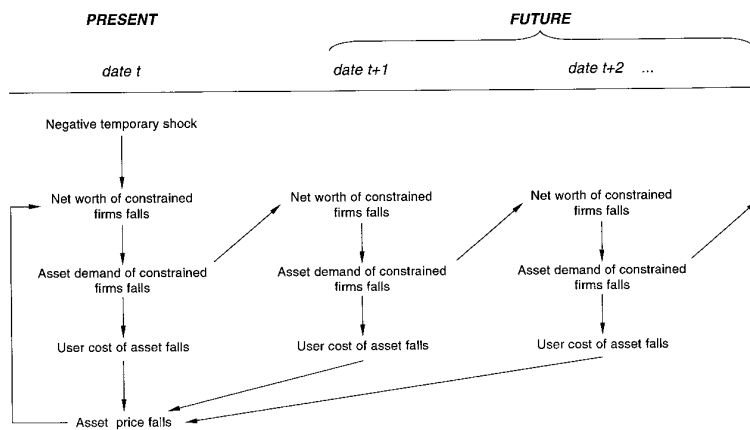 PRESENT
FUTURE
date t
date t+1
date t+2 ...
Negative temporary shock
Net worth of constrained
firms falls
Net worth of constrained
firms falls
Net worth of constrained
firms falls
Asset demand of constrained
firms falls
Asset demand of constrained
firms falls
Asset demand of constrained
firms falls
User cost of asset falls
User cost of asset falls
User cost of asset falls
Asset price falls